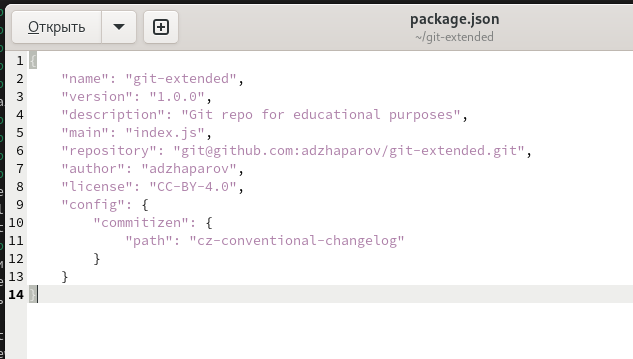 Открыть
package.json
~/git-extended
1 {
2     "name": "git-extended",
3     "version": "1.0.0",
4     "description": "Git repo for educational purposes",
5     "main": "index.js",
6     "repository": "git@github.com:adzhaparov/git-extended.git",
7     "author": "adzhaparov",
8     "license": "CC-BY-4.0",
9     "config": {
10         "commitizen": {
11             "path": "cz-conventional-changelog"
12         }
13     }
14 }